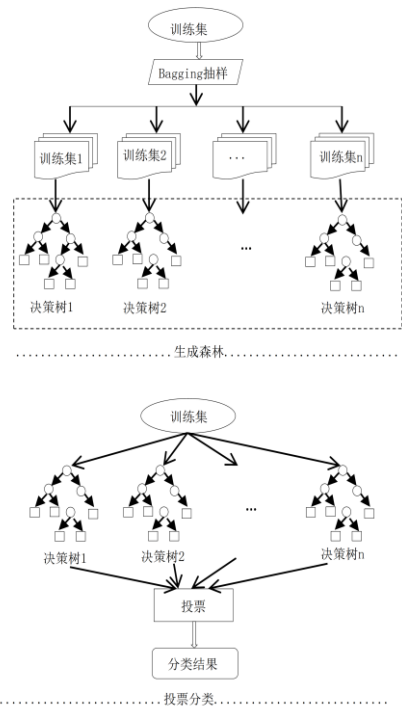 训练集
Bagging抽样
训练集1 训练集2 ... 训练集n
...
决策树1 决策树2 决策树n
生成森林
训练集
...
决策树1 决策树2 决策树n
投票
分类结果
投票分类